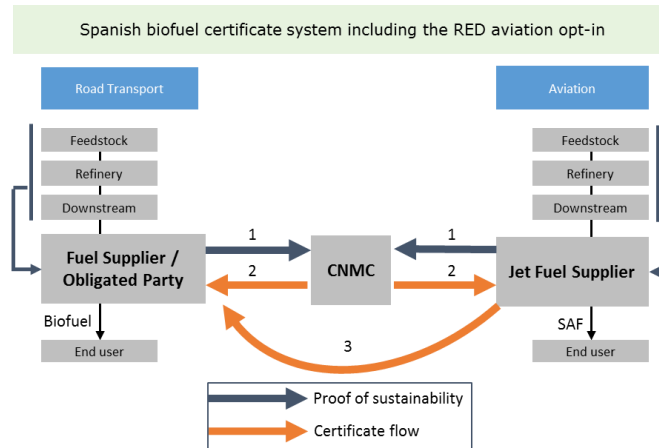 Spanish biofuel certificate system including the RED aviation opt-in
Road Transport
Aviation
Feedstock
Feedstock
Refinery
Refinery
Downstream
Downstream
1
1
Fuel Supplier /
Obligated Party
CNMC
Jet Fuel Supplier
2
2
Biofuel
SAF
End user
3
End user
Proof of sustainability
Certificate flow